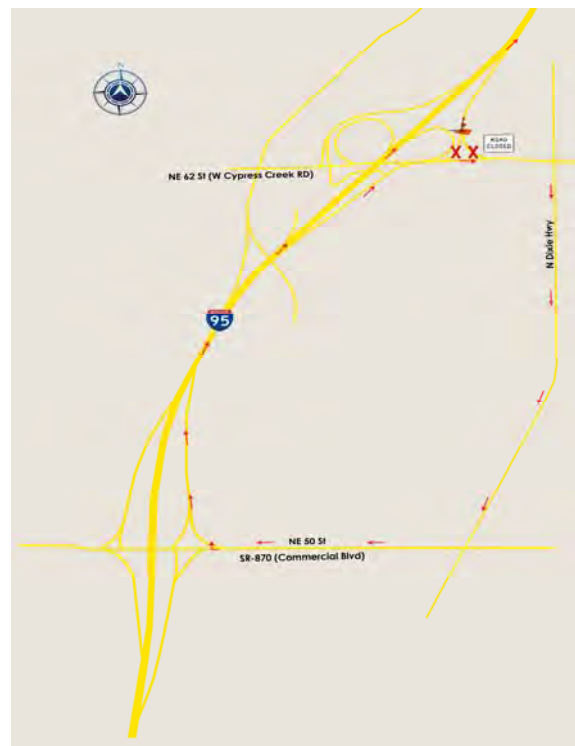 N
ROAD
CLOSED
NE 62 St (W Cypress Creek RD)
N Dixie Hwy
95
NE 50 St
SR-870 (Commercial Blvd)
X X